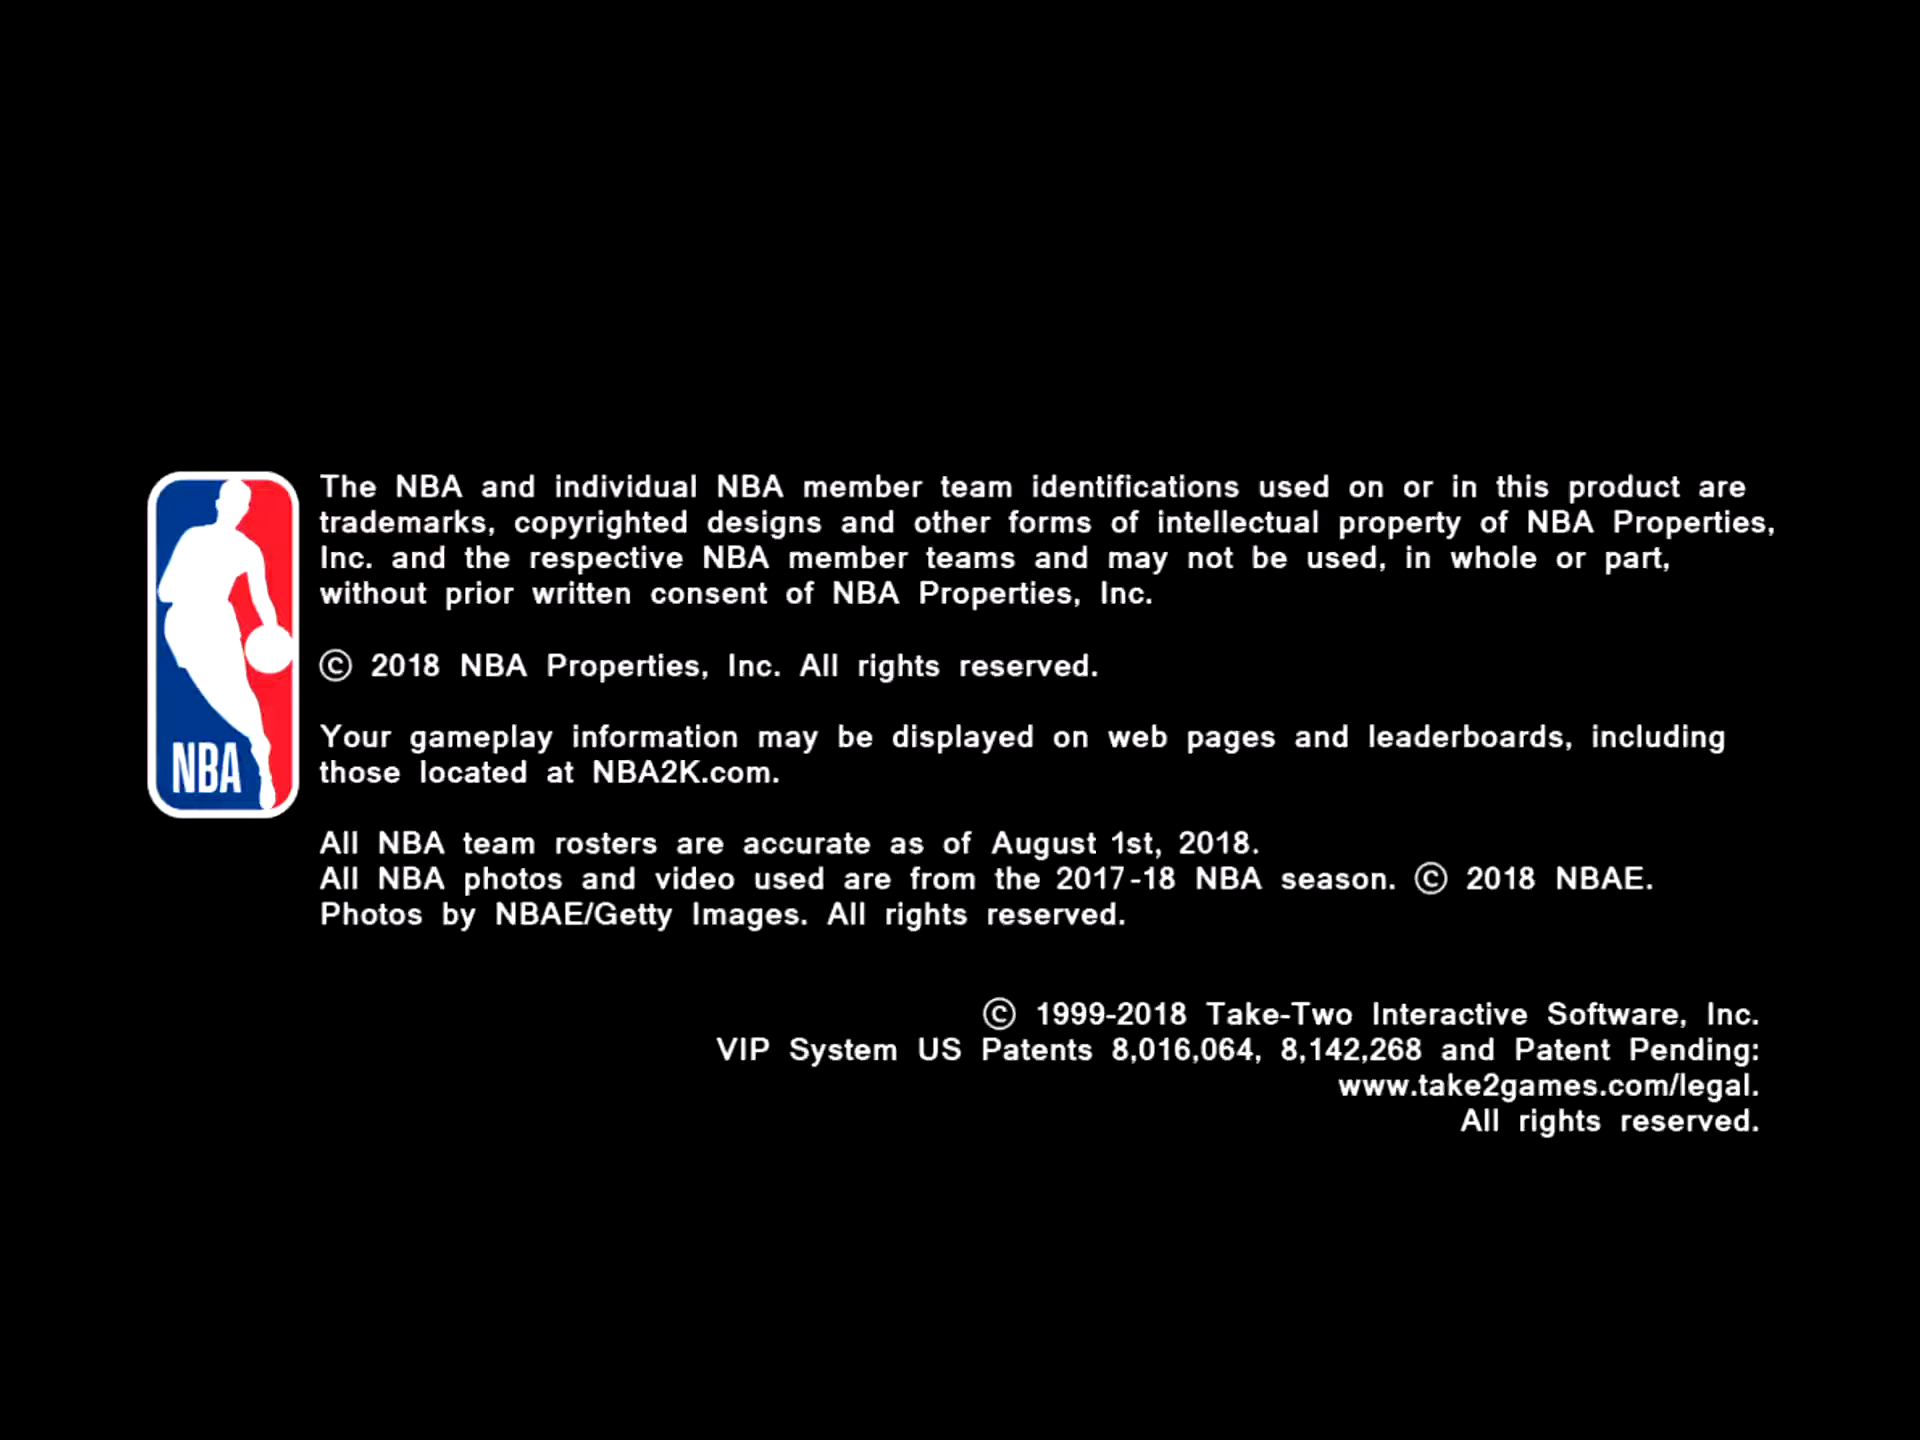 The NBA and individual NBA member team identifications used on or in this product are
trademarks, copyrighted designs and other forms of intellectual property of NBA Properties,
Inc. and the respective NBA member teams and may not be used, in whole or part,
without prior written consent of NBA Properties, Inc.
© 2018 NBA Properties, Inc. All rights reserved.
Your gameplay information may be displayed on web pages and leaderboards, including
those located at NBA2K.com.
NBA
All NBA team rosters are accurate as of August 1st, 2018.
All NBA photos and video used are from the 2017-18 NBA season. © 2018 NBAE.
Photos by NBAE/Getty Images. All rights reserved.
© 1999-2018 Take-Two Interactive Software, Inc.
VIP System US Patents 8,016,064, 8,142,268 and Patent Pending:
www.take2games.com/legal.
All rights reserved.